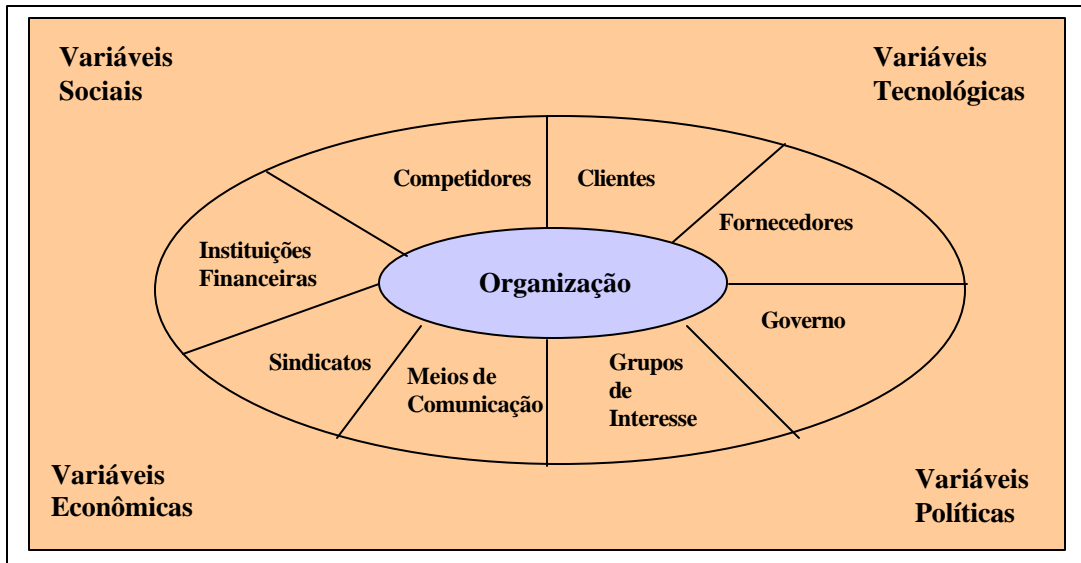 Variáveis
Sociais
Variáveis
Tecnológicas
Competidores
Clientes
Fornecedores
Instituições
Financeiras
Organização
Governo
Sindicatos
Meios de
Comunicação
Grupos
de
Interesse
Variáveis
Econômicas
Variáveis
Políticas